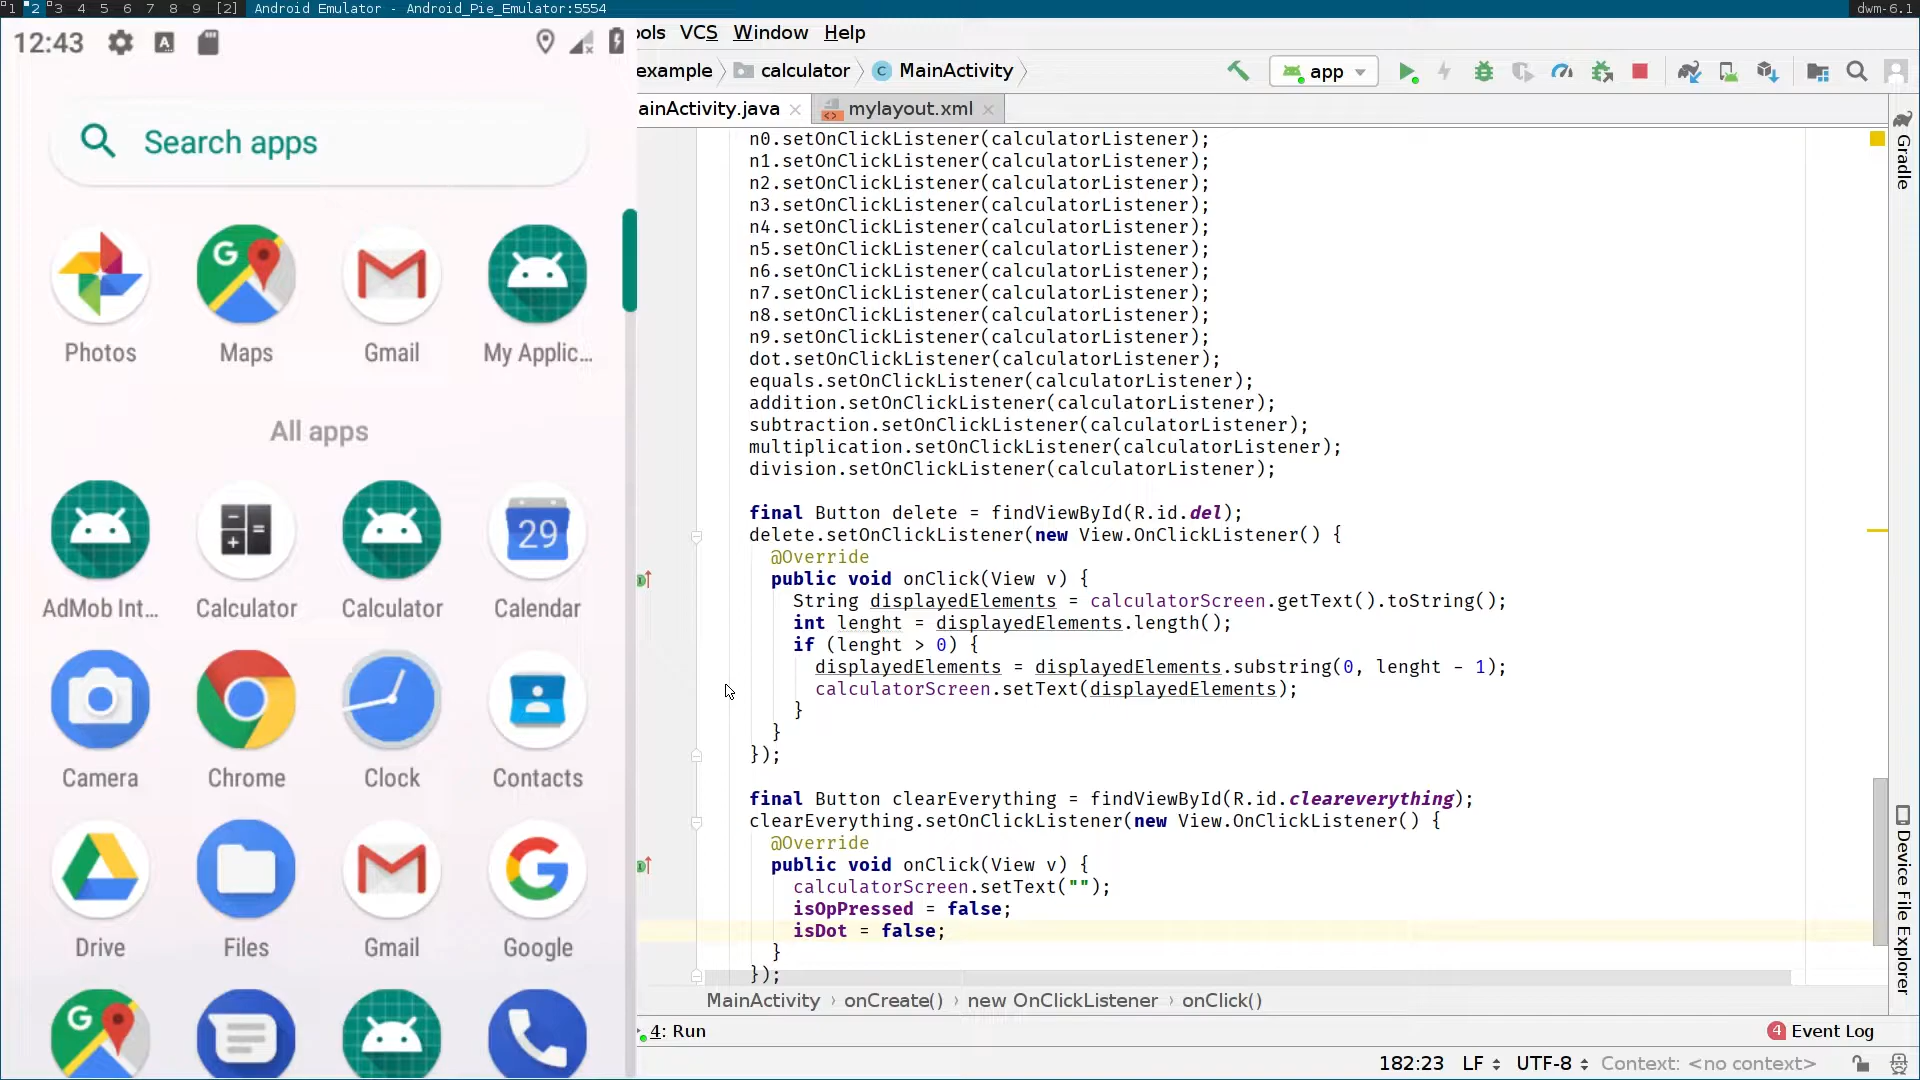 1 2 3 4 5 6 7 8 9 [2] Android Emulator - Android_Pie_Emulator:5554 dwm-6.1
12:43
Search apps
Photos Maps Gmail My Applic...
All apps
AdMob Int... Calculator Calculator Calendar
29
Camera Chrome Clock Contacts
Drive Files Gmail Google
ools VCS Window Help
example calculator MainActivity app
ainActivity.java mylayout.xml
n0.setOnClickListener(calculatorListener);
n1.setOnClickListener(calculatorListener);
n2.setOnClickListener(calculatorListener);
n3.setOnClickListener(calculatorListener);
n4.setOnClickListener(calculatorListener);
n5.setOnClickListener(calculatorListener);
n6.setOnClickListener(calculatorListener);
n7.setOnClickListener(calculatorListener);
n8.setOnClickListener(calculatorListener);
n9.setOnClickListener(calculatorListener);
dot.setOnClickListener(calculatorListener);
equals.setOnClickListener(calculatorListener);
addition.setOnClickListener(calculatorListener);
subtraction.setOnClickListener(calculatorListener);
multiplication.setOnClickListener(calculatorListener);
division.setOnClickListener(calculatorListener);
final Button delete = findViewById(R.id.del);
delete.setOnClickListener(new View.OnClickListener() {
@Override
public void onClick(View v) {
String displayedElements = calculatorScreen.getText().toString();
int lenght = displayedElements.length();
if (lenght > 0) {
displayedElements = displayedElements.substring(0, lenght - 1);
calculatorScreen.setText(displayedElements);
}
}
});
final Button clearEverything = findViewById(R.id.cleareverything);
clearEverything.setOnClickListener(new View.OnClickListener() {
@Override
public void onClick(View v) {
calculatorScreen.setText("");
isOpPressed = false;
isDot = false;
}
});
MainActivity › onCreate() › new OnClickListener › onClick()
4: Run
4 Event Log
182:23 LF UTF-8 Context: <no context>
Gradle
Device File Explorer